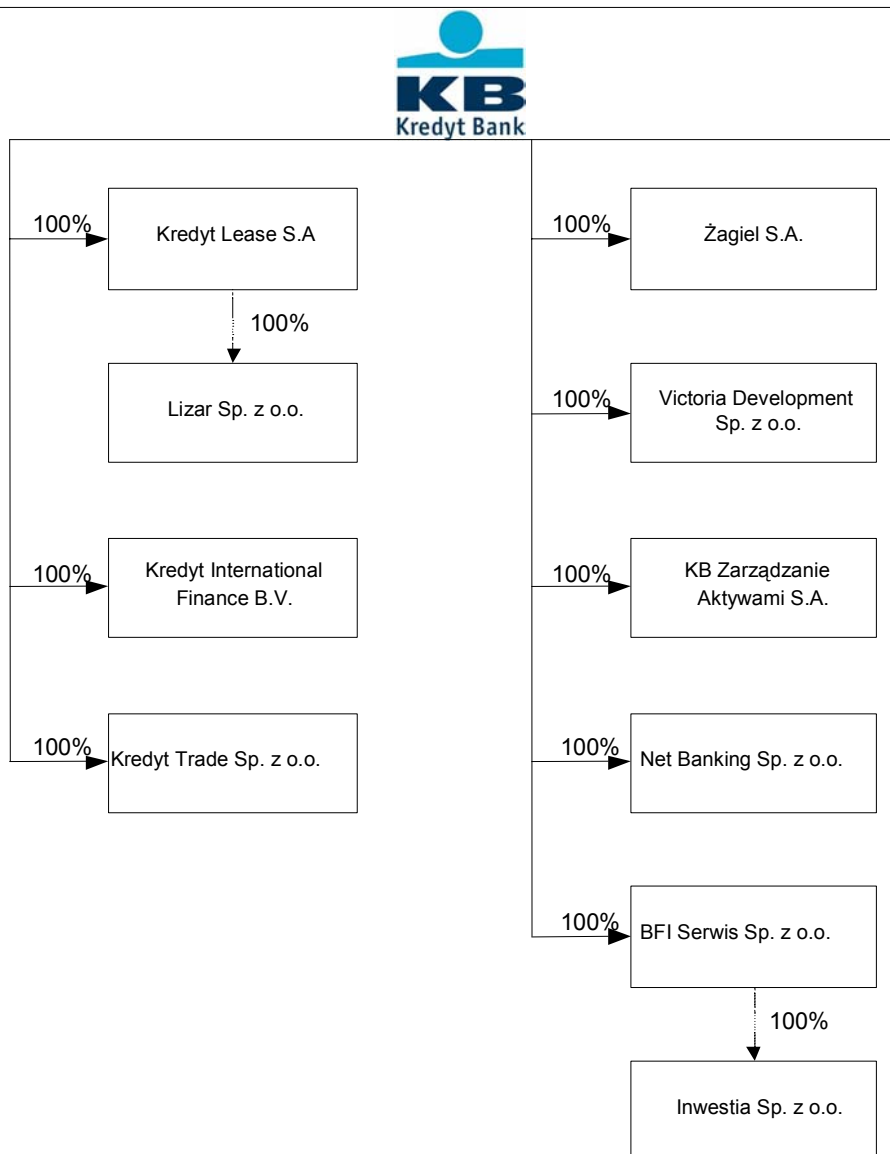 KB
Kredyt Bank
100%
Kredyt Lease S.A
100%
Lizar Sp. z o.o.
100%
Kredyt International
Finance B.V.
100%
Kredyt Trade Sp. z o.o.
100%
Żagiel S.A.
100%
Victoria Development
Sp. z o.o.
100%
KB Zarządzanie
Aktywami S.A.
100%
Net Banking Sp. z o.o.
100%
BFI Serwis Sp. z o.o.
100%
Inwestia Sp. z o.o.